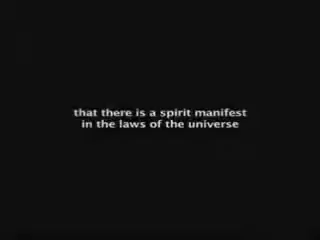 that there is a spirit manifest
in the laws of the universe